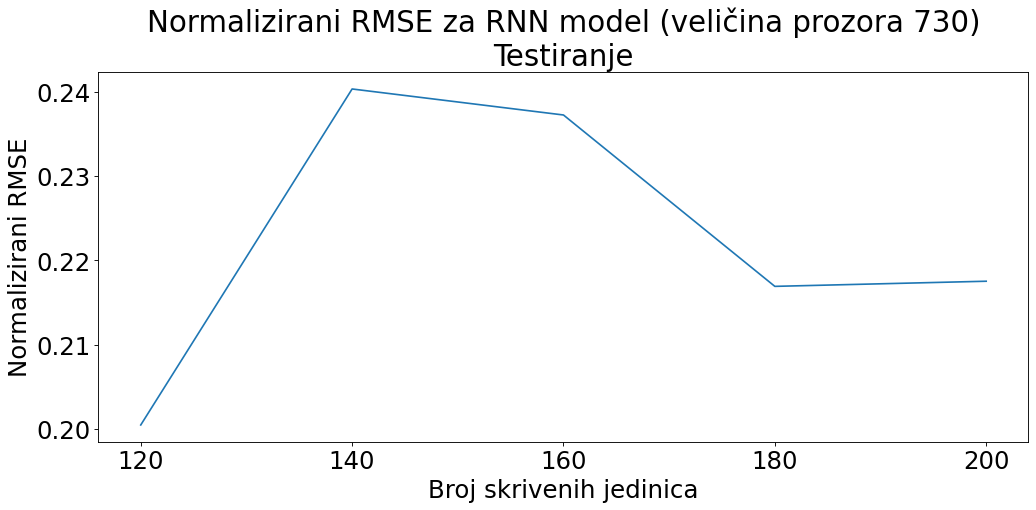 Normalizirani RMSE za RNN model (veličina prozora 730)
Testiranje
Normalizirani RMSE
0.24
0.23
0.22
0.21
0.20
120 140 160 180 200
Broj skrivenih jedinica